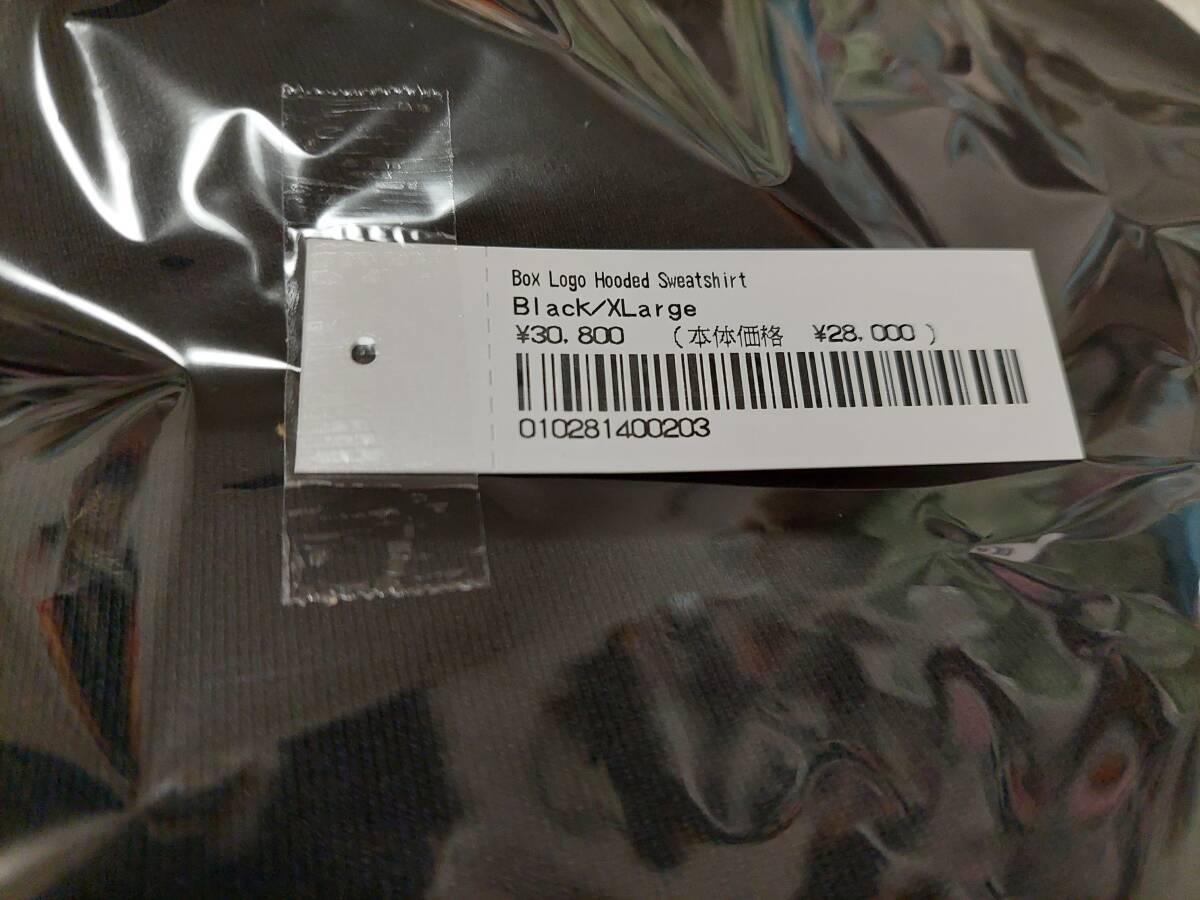 Box Logo Hooded Sweatshirt
Black/XLarge
¥30,800 (本体価格 ¥28,000 )
010281400203